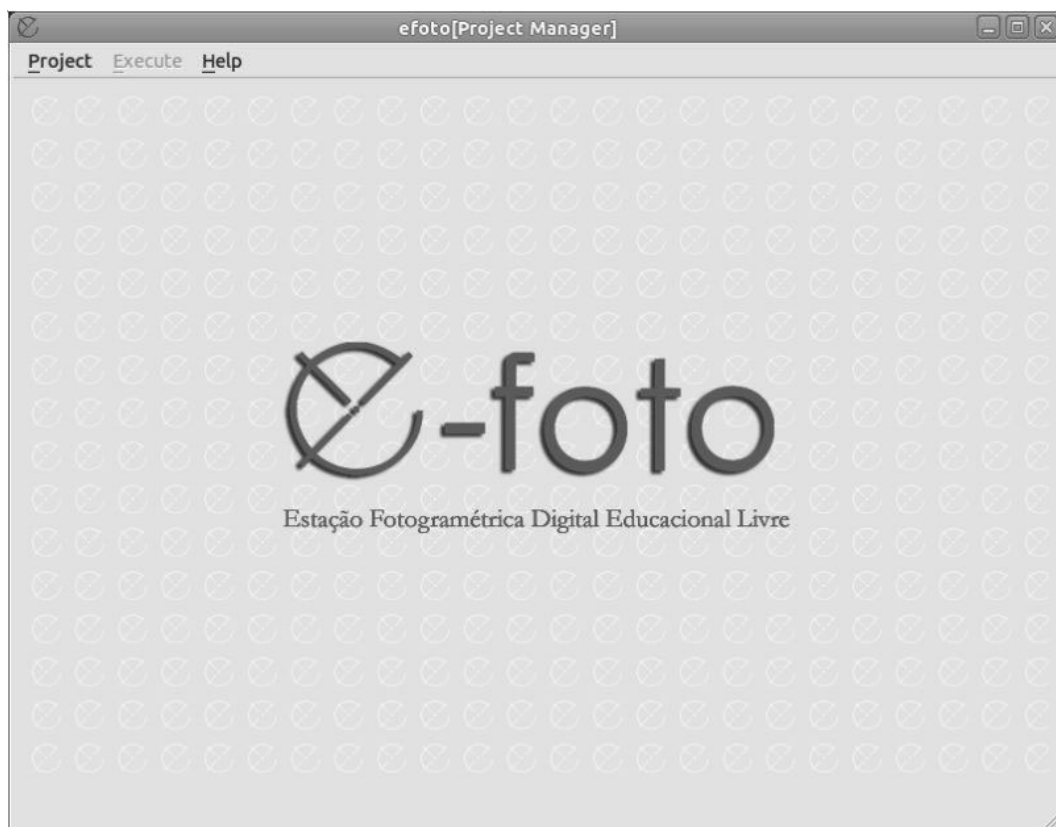 efoto[Project Manager]
Project Execute Help
e-foto
Estação Fotogramétrica Digital Educacional Livre